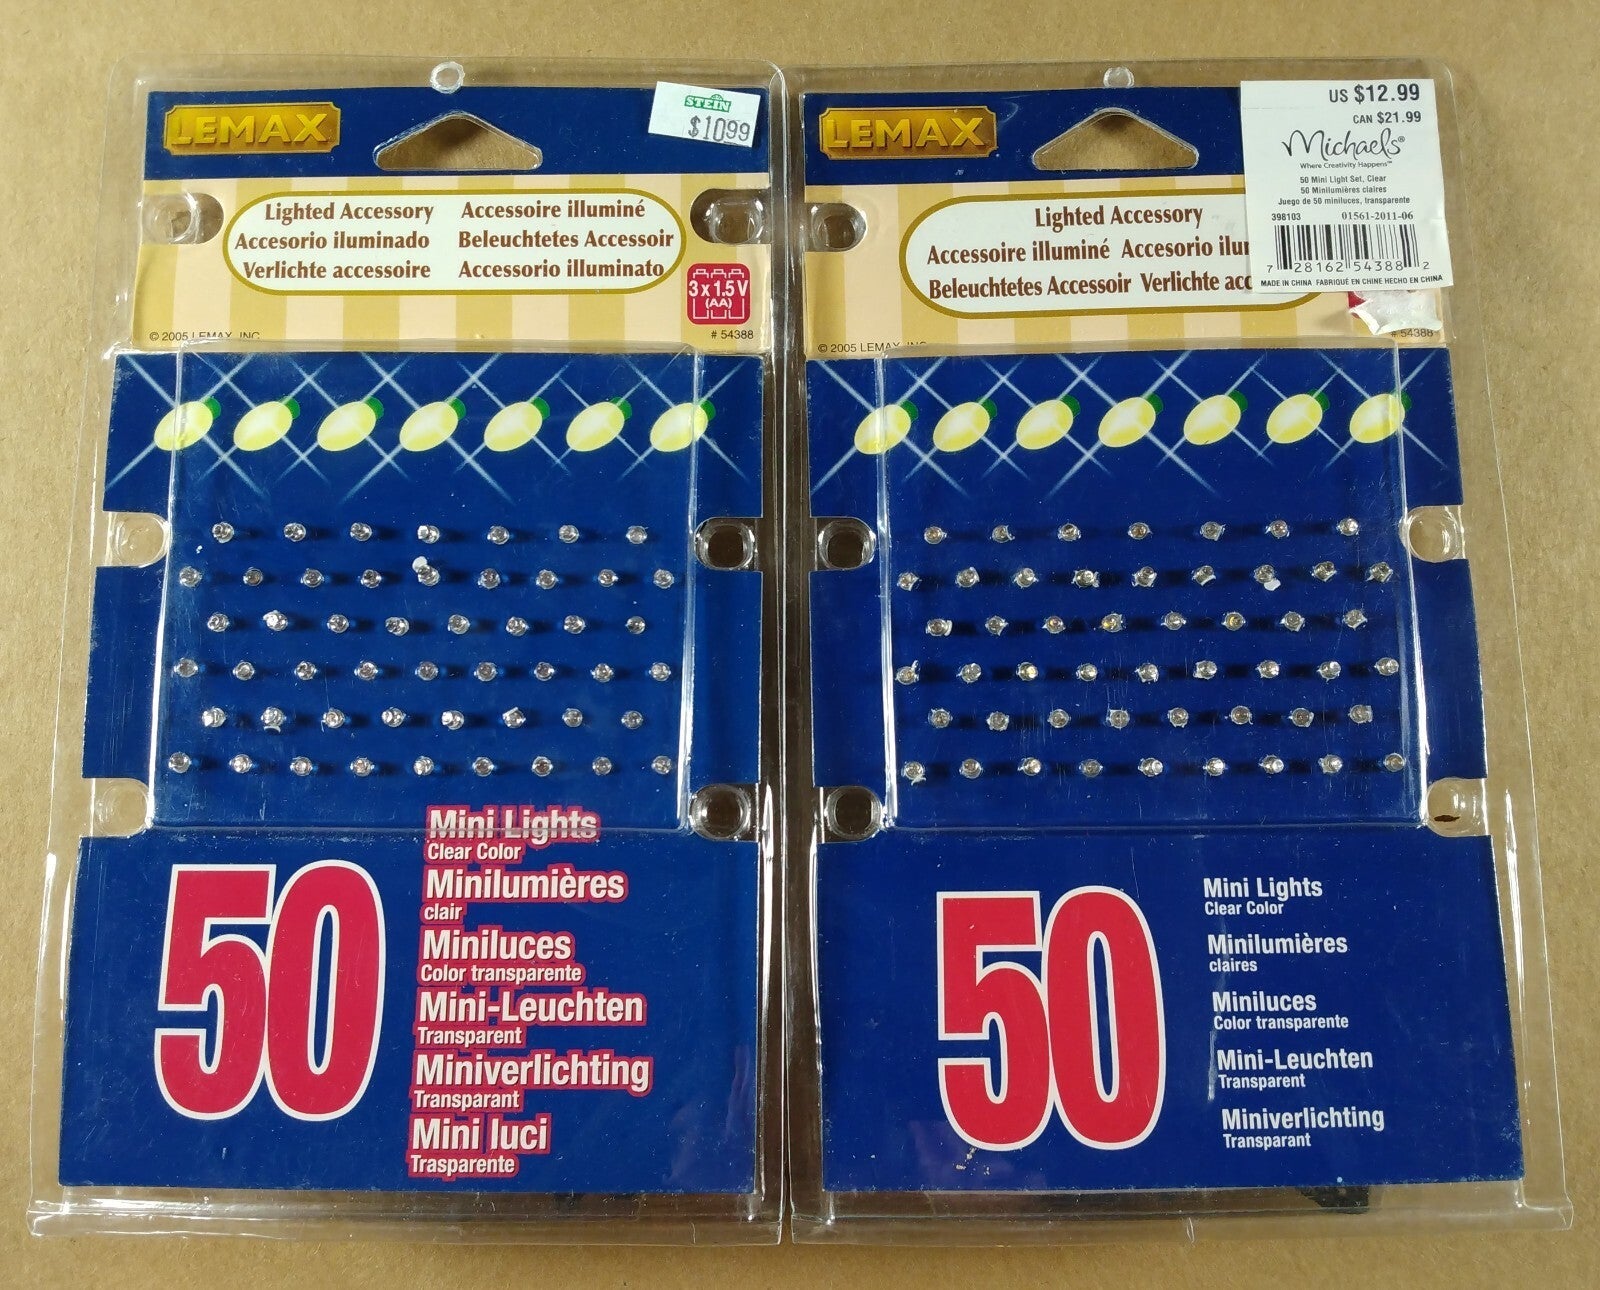 LEMAX
STEIN
$10.99
Lighted Accessory Accessoire illuminé
Accesorio iluminado Beleuchtetes Accessoir
Verlichte accessoire Accessorio illuminato
3 x 1.5 V
(AA)
© 2005 LEMAX, INC.
# 54388
50
Mini Lights
Clear Color
Minilumières
clair
Miniluces
Color transparente
Mini-Leuchten
Transparent
Miniverlichting
Transparant
Mini luci
Trasparente
LEMAX
US $12.99
CAN $21.99
Michaels®
Where Creativity Happens™
50 Mini Light Set, Clear
50 Minilumières claires
Juego de 50 miniluces, transparente
398103 01561-2011-06
7 28162 54388 2
MADE IN CHINA FABRIQUÉ EN CHINE HECHO EN CHINA
Lighted Accessory
Accessoire illuminé Accesorio ilu
Beleuchtetes Accessoir Verlichte acc
© 2005 LEMAX, INC.
# 54388
50
Mini Lights
Clear Color
Minilumières
claires
Miniluces
Color transparente
Mini-Leuchten
Transparent
Miniverlichting
Transparant